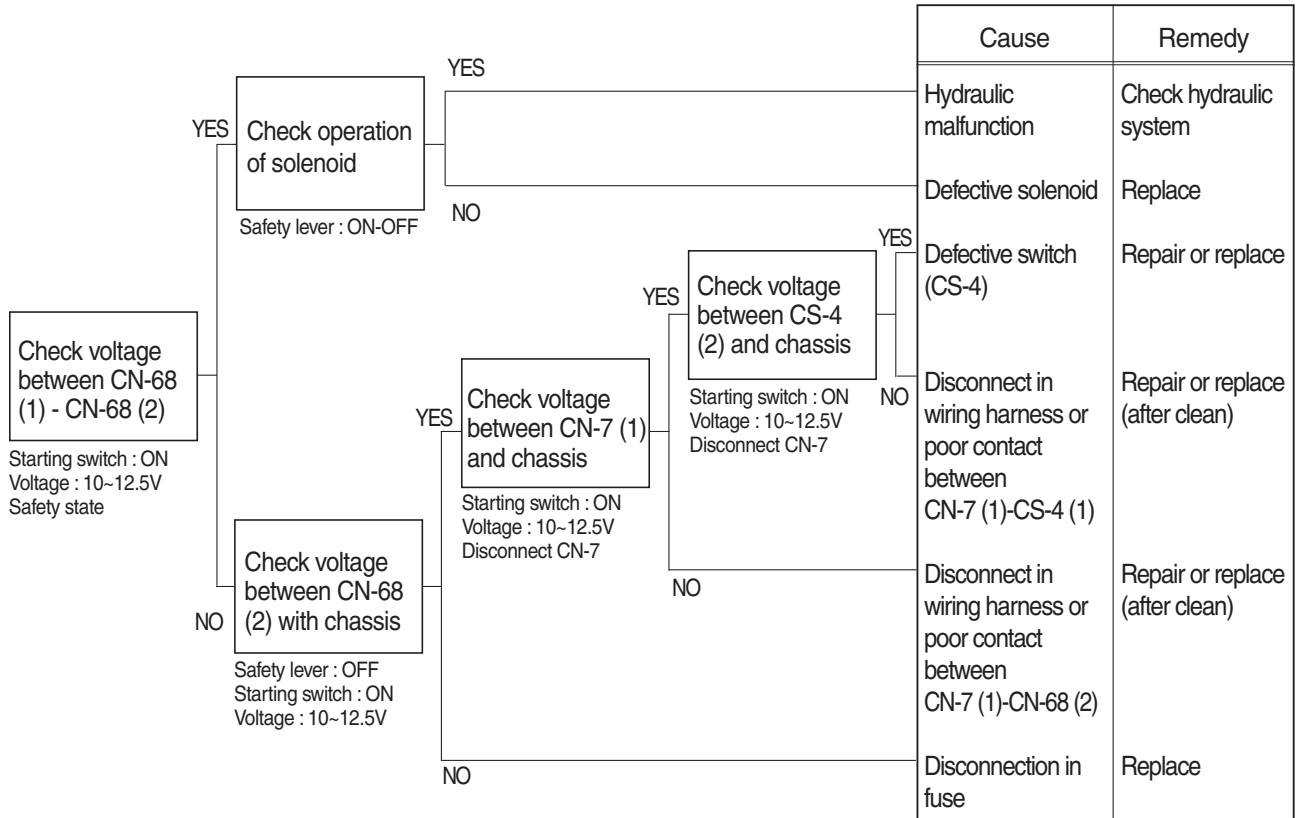 Cause
Remedy
YES
Hydraulic
malfunction
Check hydraulic
system
YES
Check operation
of solenoid
Defective solenoid
Replace
NO
Safety lever : ON-OFF
YES
Defective switch
(CS-4)
Repair or replace
YES
Check voltage
between CS-4
(2) and chassis
Starting switch : ON
Voltage : 10~12.5V
Disconnect CN-7
NO
Disconnect in
wiring harness or
poor contact
between
CN-7 (1)-CS-4 (1)
Repair or replace
(after clean)
Check voltage
between CN-68
(1) - CN-68 (2)
Starting switch : ON
Voltage : 10~12.5V
Safety state
YES
Check voltage
between CN-7 (1)
and chassis
Starting switch : ON
Voltage : 10~12.5V
Disconnect CN-7
NO
Disconnect in
wiring harness or
poor contact
between
CN-7 (1)-CN-68 (2)
Repair or replace
(after clean)
NO
Check voltage
between CN-68
(2) with chassis
Safety lever : OFF
Starting switch : ON
Voltage : 10~12.5V
NO
Disconnection in
fuse
Replace